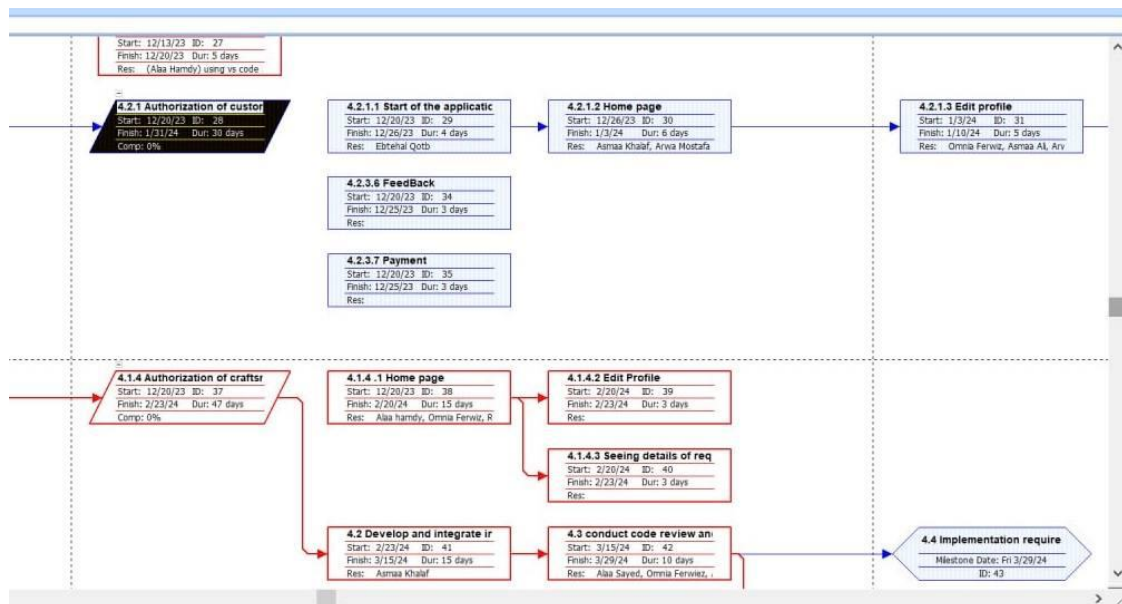 Start: 12/13/23 ID: 27
Finish: 12/20/23 Dur: 5 days
Res: (Alaa Hamdy) using vs code
4.2.1 Authorization of custor
Start: 12/20/23 ID: 28
Finish: 1/31/24 Dur: 30 days
Comp: 0%
4.2.1.1 Start of the applicatic
Start: 12/20/23 ID: 29
Finish: 12/26/23 Dur: 4 days
Res: Ebtehal Qotb
4.2.1.2 Home page
Start: 12/26/23 ID: 30
Finish: 1/3/24 Dur: 6 days
Res: Asmaa Khalaf, Arwa Mostafa
4.2.1.3 Edit profile
Start: 1/3/24 ID: 31
Finish: 1/10/24 Dur: 5 days
Res: Omnia Ferwiz, Asmaa Ali, Arv
4.2.3.6 FeedBack
Start: 12/20/23 ID: 34
Finish: 12/25/23 Dur: 3 days
Res:
4.2.3.7 Payment
Start: 12/20/23 ID: 35
Finish: 12/25/23 Dur: 3 days
Res:
4.1.4 Authorization of craftsr
Start: 12/20/23 ID: 37
Finish: 2/23/24 Dur: 47 days
Comp: 0%
4.1.4 .1 Home page
Start: 12/20/23 ID: 38
Finish: 2/20/24 Dur: 15 days
Res: Alaa hamdy, Omnia Ferwiz, R
4.1.4.2 Edit Profile
Start: 2/20/24 ID: 39
Finish: 2/23/24 Dur: 3 days
Res:
4.1.4.3 Seeing details of req
Start: 2/20/24 ID: 40
Finish: 2/23/24 Dur: 3 days
Res:
4.2 Develop and integrate ir
Start: 2/23/24 ID: 41
Finish: 3/15/24 Dur: 15 days
Res: Asmaa Khalaf
4.3 conduct code review an
Start: 3/15/24 ID: 42
Finish: 3/29/24 Dur: 10 days
Res: Alaa Sayed, Omnia Ferwiez, .
4.4 Implementation require
Milestone Date: Fri 3/29/24
ID: 43